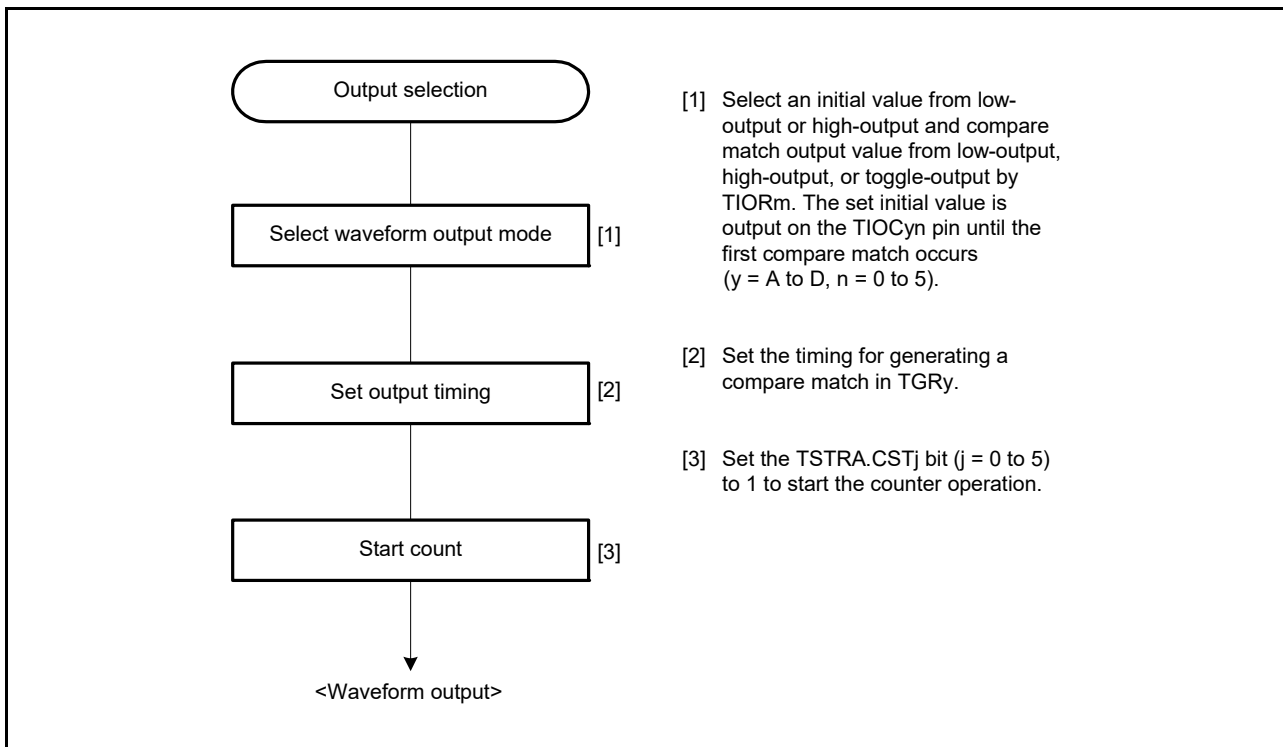 Output selection
Select waveform output mode
[1]
Set output timing
[2]
Start count
[3]
<Waveform output>
[1] Select an initial value from low-
output or high-output and compare
match output value from low-output,
high-output, or toggle-output by
TIORm. The set initial value is
output on the TIOCyn pin until the
first compare match occurs
(y = A to D, n = 0 to 5).
[2] Set the timing for generating a
compare match in TGRy.
[3] Set the TSTRA.CSTj bit (j = 0 to 5)
to 1 to start the counter operation.